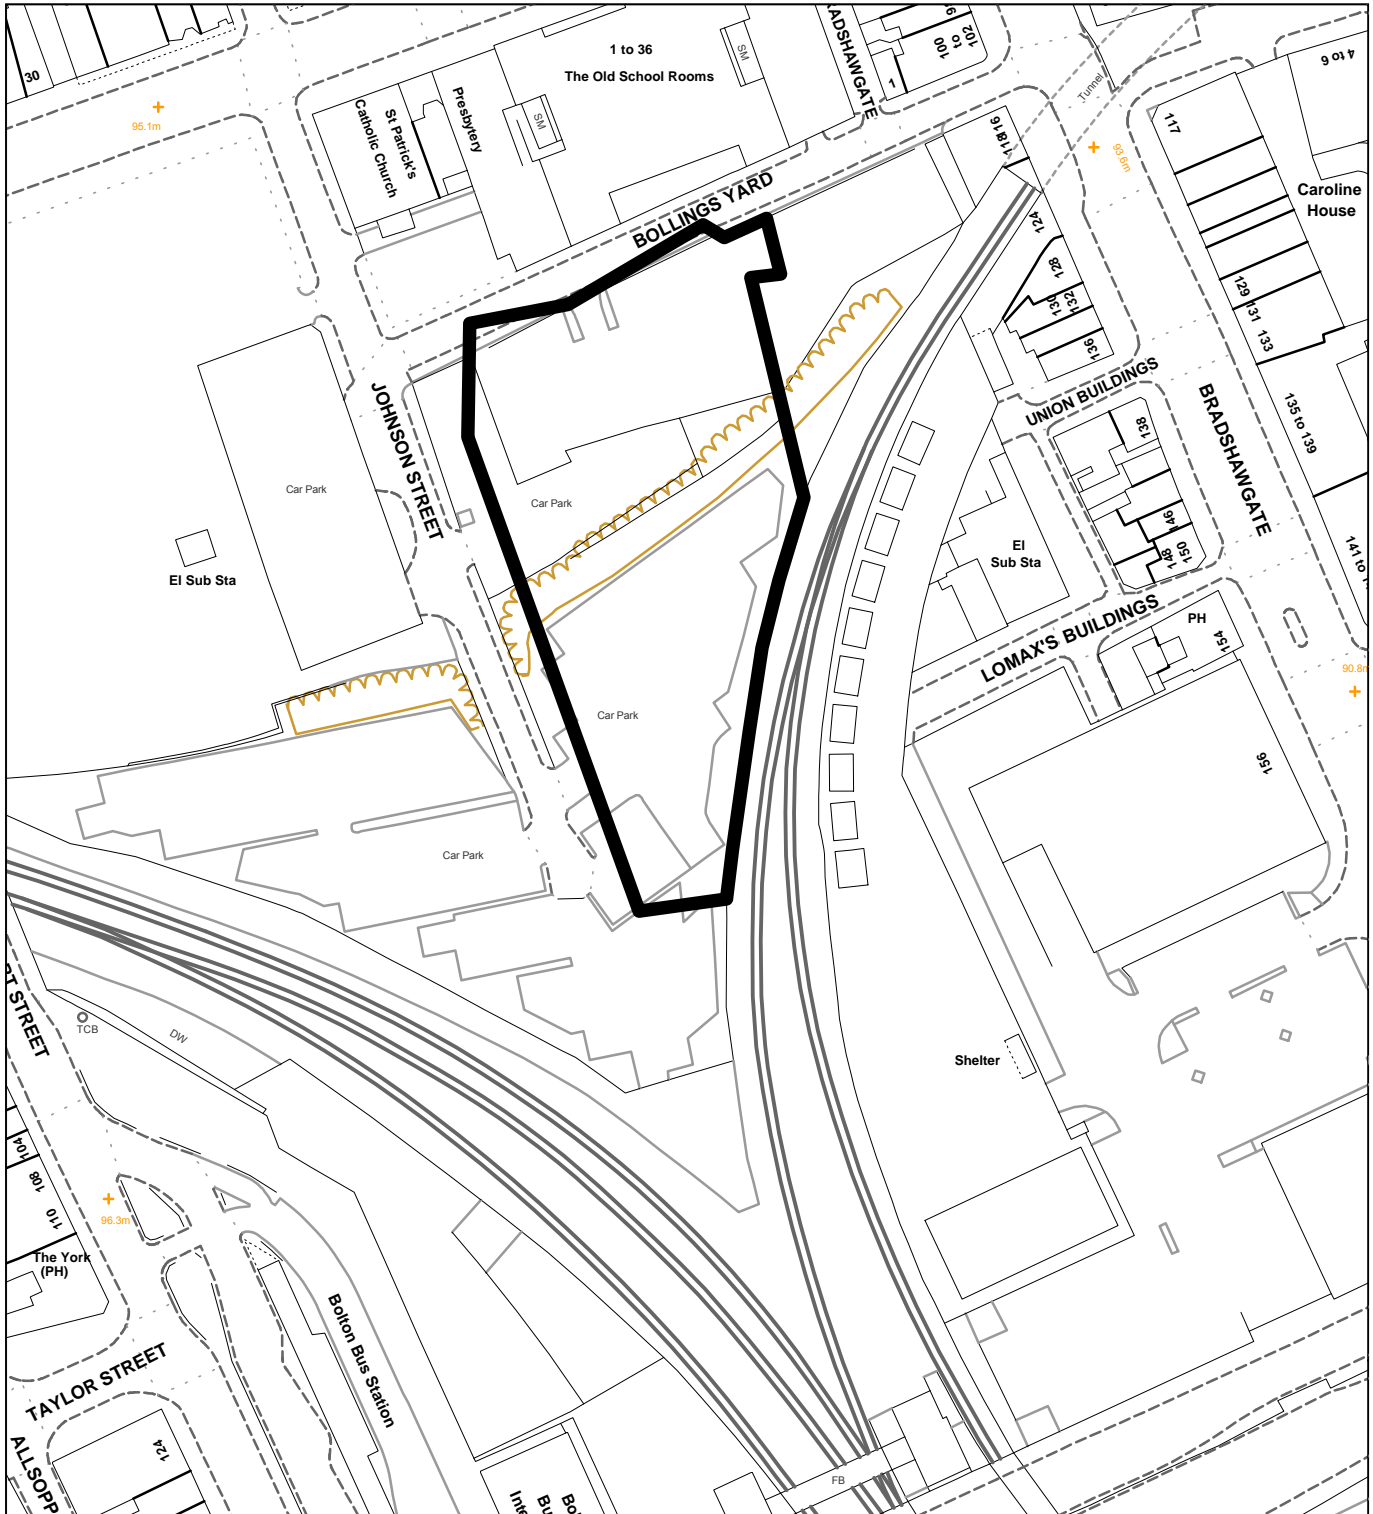 30
95.1m
St Patrick's
Catholic Church
Presbytery
SM
1 to 36
The Old School Rooms
SM
BOLLINGS YARD
1
100
to
102
Tunnel
93.6m
117
4 to 6
Caroline
House
124
128
130
132
136
129
131
133
135 to 139
UNION BUILDINGS
BRADSHAWGATE
138
146
148
150
JOHNSON STREET
Car Park
El Sub Sta
Car Park
El
Sub Sta
LOMAX'S BUILDINGS
PH
154
156
Car Park
Car Park
TCB
DW
Shelter
104
108
110
96.3m
The York
(PH)
Bolton Bus Station
TAYLOR STREET
124
ALLSOPP
FB